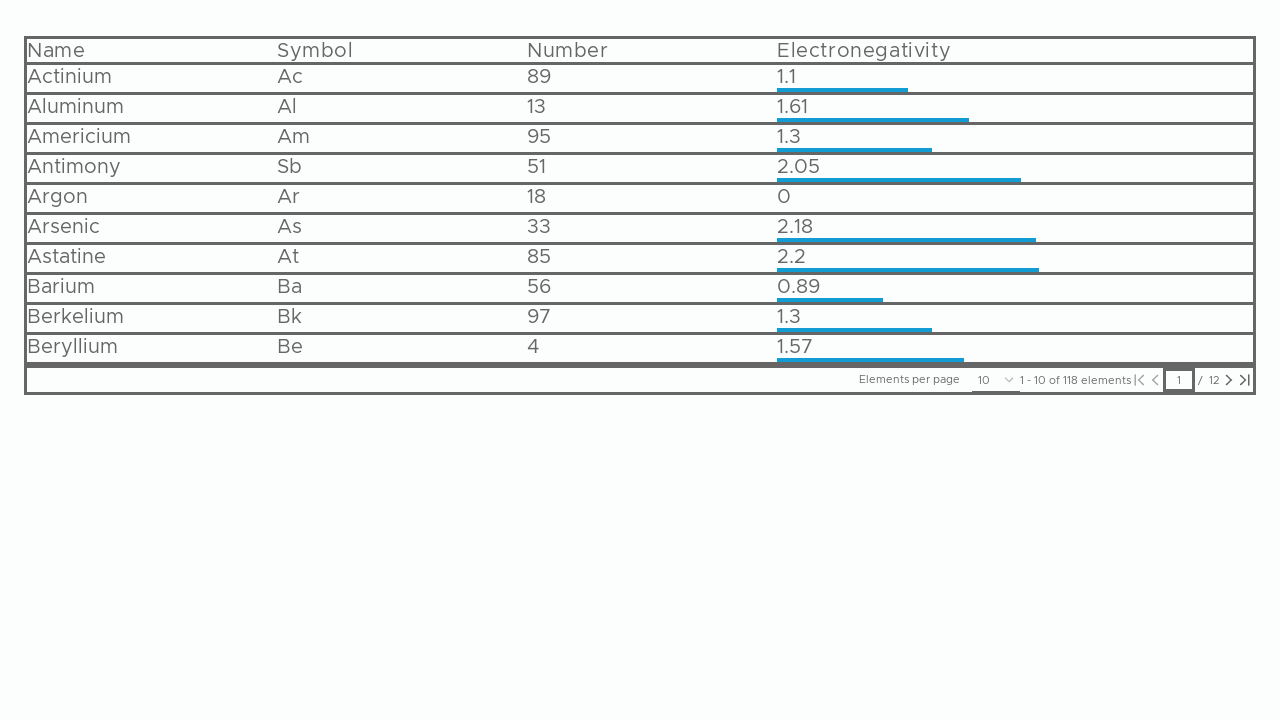 Name Symbol Number Electronegativity
Actinium Ac 89 1.1
Aluminum Al 13 1.61
Americium Am 95 1.3
Antimony Sb 51 2.05
Argon Ar 18 0
Arsenic As 33 2.18
Astatine At 85 2.2
Barium Ba 56 0.89
Berkelium Bk 97 1.3
Beryllium Be 4 1.57
Elements per page 10 1 - 10 of 118 elements 1 / 12